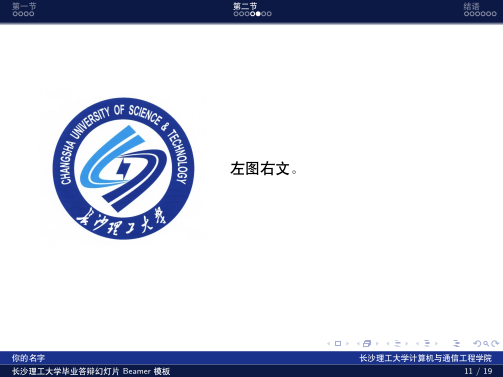 第一节 第二节 结语
CHANGSHA UNIVERSITY OF SCIENCE & TECHNOLOGY
长沙理工大学
左图右文。
你的名字 长沙理工大学计算机与通信工程学院
长沙理工大学毕业答辩幻灯片 Beamer 模板 11 / 19